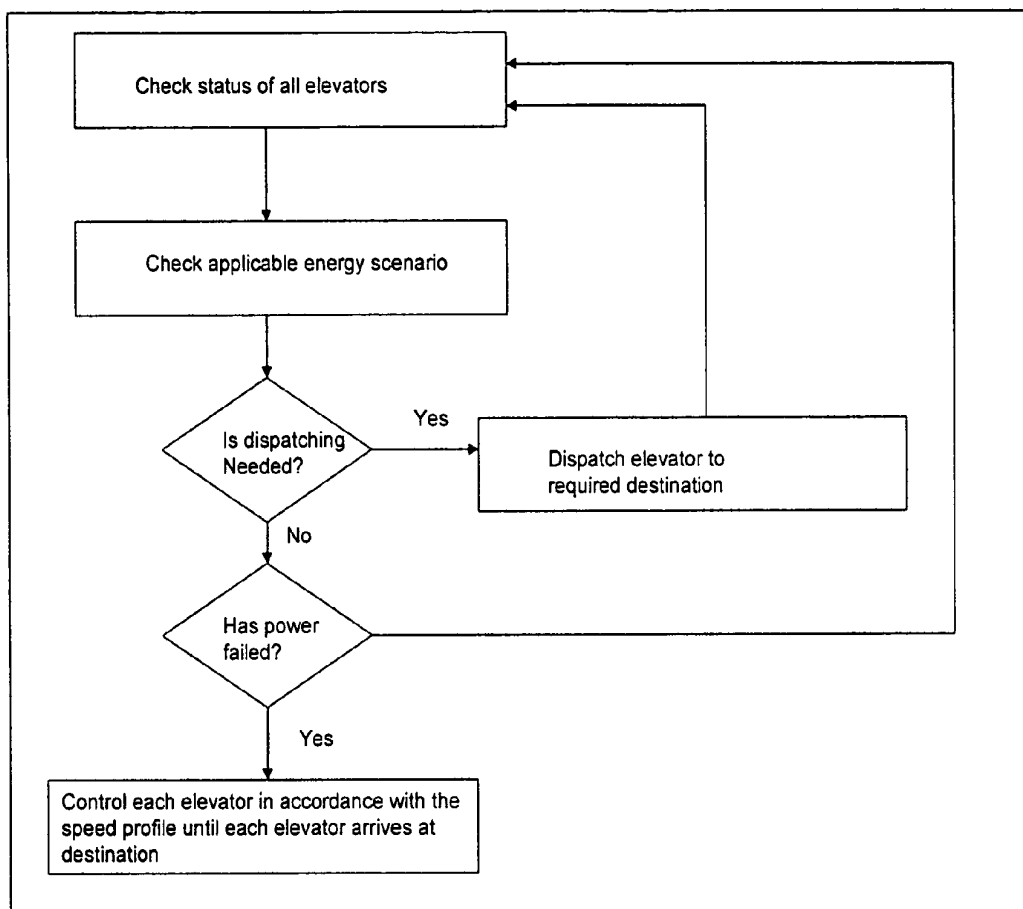 Check status of all elevators
Check applicable energy scenario
Is dispatching
Needed?
Yes
Dispatch elevator to
required destination
No
Has power
failed?
Yes
Control each elevator in accordance with the
speed profile until each elevator arrives at
destination